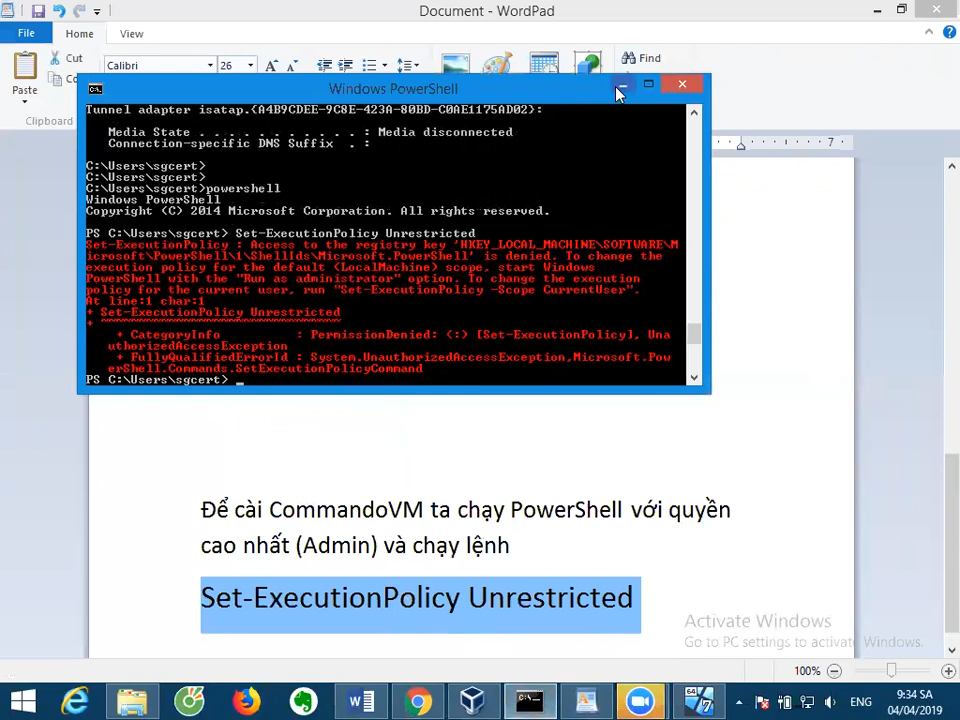 Document - WordPad
File
Home
View
Cut
Calibri
26
Find
Paste
Clipboard
7
Windows PowerShell
Tunnel adapter isatap.{A4B9CDEE-9C8E-423A-80BD-C0AE1175AD02}:
Media State . . . . . . . . . . . : Media disconnected
Connection-specific DNS Suffix  . :
C:\Users\sgcert>
C:\Users\sgcert>
C:\Users\sgcert>powershell
Windows PowerShell
Copyright (C) 2014 Microsoft Corporation. All rights reserved.
PS C:\Users\sgcert> Set-ExecutionPolicy Unrestricted
Set-ExecutionPolicy : Access to the registry key 'HKEY_LOCAL_MACHINE\SOFTWARE\M
icrosoft\PowerShell\1\ShellIds\Microsoft.PowerShell' is denied. To change the
execution policy for the default (LocalMachine) scope, start Windows
PowerShell with the "Run as administrator" option. To change the execution
policy for the current user, run "Set-ExecutionPolicy -Scope CurrentUser".
At line:1 char:1
+ Set-ExecutionPolicy Unrestricted
+ ~~~~~~~~~~~~~~~~~~~~~~~~~~~~~~~~
+ CategoryInfo          : PermissionDenied: (:) [Set-ExecutionPolicy], Una
uthorizedAccessException
+ FullyQualifiedErrorId : System.UnauthorizedAccessException,Microsoft.Pow
erShell.Commands.SetExecutionPolicyCommand
PS C:\Users\sgcert> _
Để cài CommandoVM ta chạy PowerShell với quyền
cao nhất (Admin) và chạy lệnh
Set-ExecutionPolicy Unrestricted
Activate Windows
Go to PC settings to activate Windows.
100%
64
ENG
9:34 SA
04/04/2019